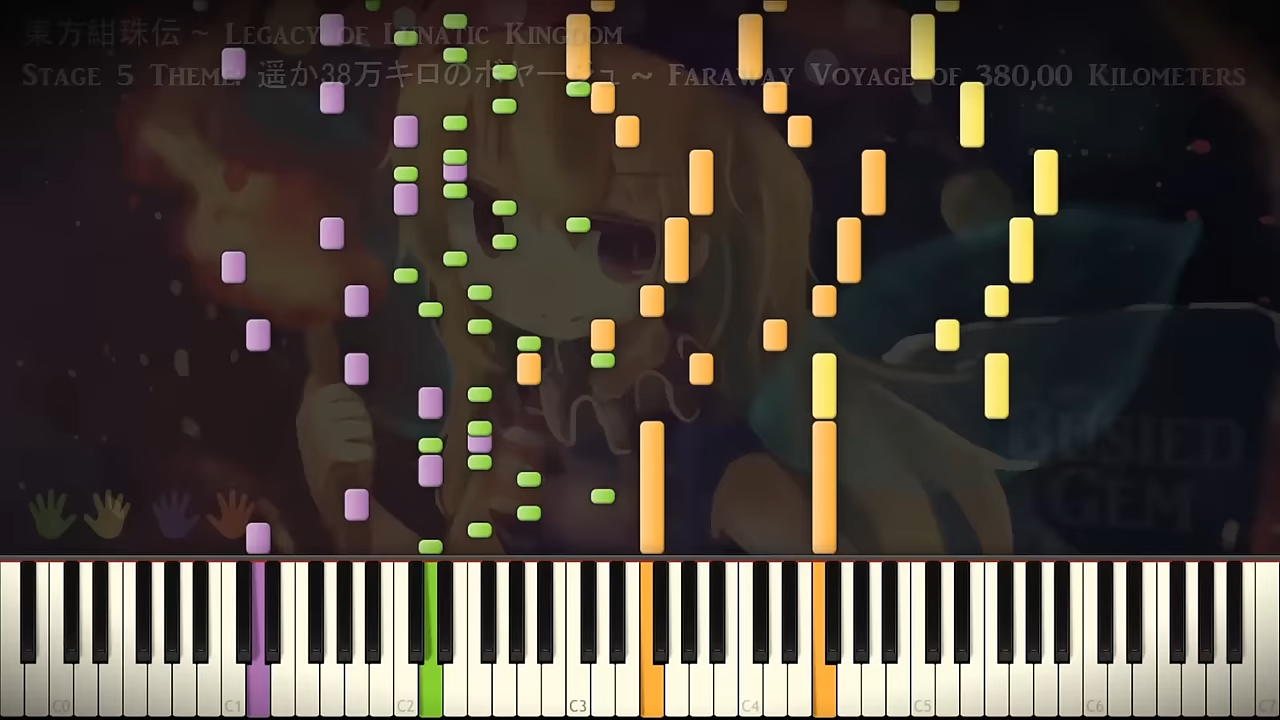 東方紺珠伝 ~ Legacy of Lunatic Kingdom
Stage 5 Theme: 遥か38万キロのボヤージュ ~ Faraway Voyage of 380,00 Kilometers
Gem
C0 C1 C2 C3 C4 C5 C6 C7